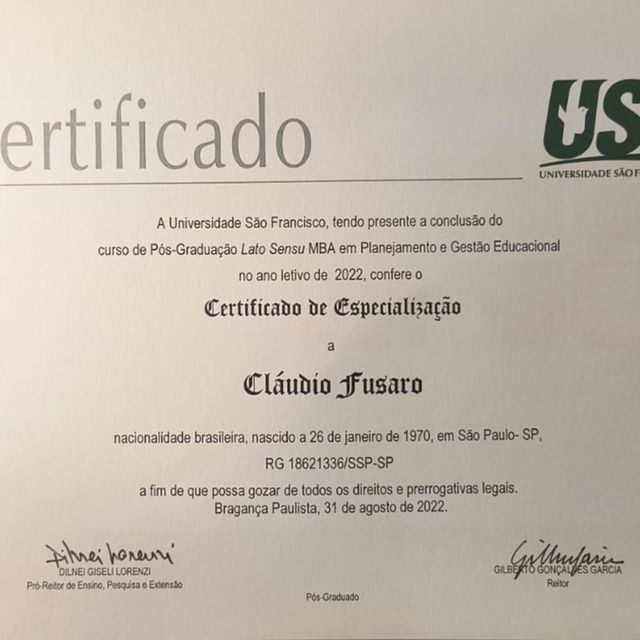 ertificado
US
UNIVERSIDADE SÃO F
A Universidade São Francisco, tendo presente a conclusão do
curso de Pós-Graduação Lato Sensu MBA em Planejamento e Gestão Educacional
no ano letivo de 2022, confere o
Certificado de Especialização
a
Cláudio Fusaro
nacionalidade brasileira, nascido a 26 de janeiro de 1970, em São Paulo- SP,
RG 18621336/SSP-SP
a fim de que possa gozar de todos os direitos e prerrogativas legais.
Bragança Paulista, 31 de agosto de 2022.
DILNEI GISELI LORENZI
Pró-Reitor de Ensino, Pesquisa e Extensão
GILBERTO GONÇALVES GARCIA
Reitor
Pós-Graduado